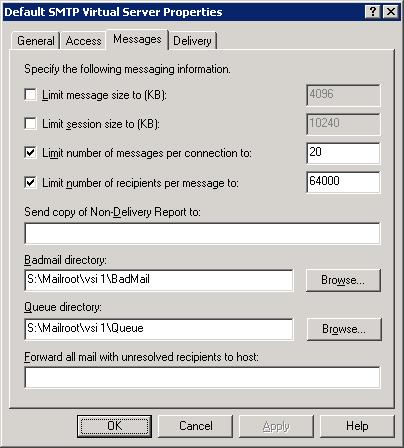 Default SMTP Virtual Server Properties
General Access Messages Delivery
Specify the following messaging information.
Limit message size to (KB): 4096
Limit session size to (KB): 10240
Limit number of messages per connection to: 20
Limit number of recipients per message to: 64000
Send copy of Non-Delivery Report to:
Badmail directory:
S:\Mailroot\vsi 1\BadMail Browse...
Queue directory:
S:\Mailroot\vsi 1\Queue Browse...
Forward all mail with unresolved recipients to host:
OK Cancel Apply Help